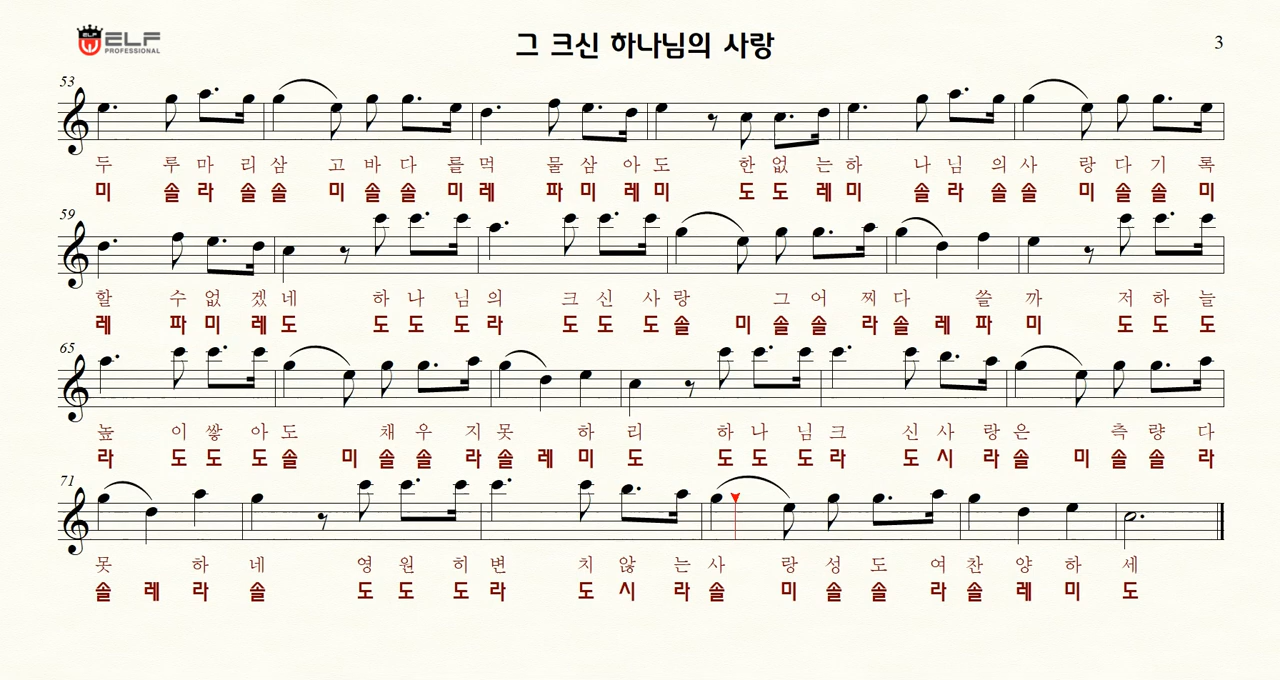 ELF
ELF
PROFESSIONAL
그 크신 하나님의 사랑
3
53
두 루 마 리 삼 고 바 다 를 먹 물 삼 아 도 한 없 는 하 나 님 의 사 랑 다 기 록
미 솔 라 솔 솔 미 솔 솔 미 레 파 미 레 미 도 도 레 미 솔 라 솔 솔 미 솔 솔 미
59
할 수 없 겠 네 하 나 님 의 크 신 사 랑 그 어 찌 다 쓸 까 저 하 늘
레 파 미 레 도 도 도 도 라 도 도 도 솔 미 솔 솔 라 솔 레 파 미 도 도 도
65
높 이 쌓 아 도 채 우 지 못 하 리 하 나 님 크 신 사 랑 은 측 량 다
라 도 도 도 솔 미 솔 솔 라 솔 레 미 도 도 도 도 라 도 시 라 솔 미 솔 솔 라
71
못 하 네 영 원 히 변 치 않 는 사 랑 성 도 여 찬 양 하 세
솔 레 라 솔 도 도 도 라 도 시 라 솔 미 솔 솔 라 솔 레 미 도